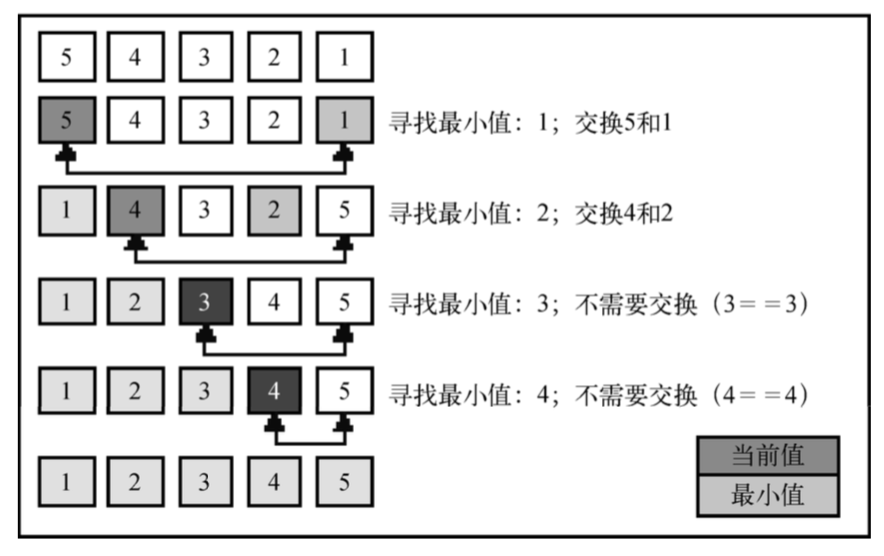 5 4 3 2 1
5 4 3 2 1 寻找最小值：1；交换5和1
1 4 3 2 5 寻找最小值：2；交换4和2
1 2 3 4 5 寻找最小值：3；不需要交换（3==3）
1 2 3 4 5 寻找最小值：4；不需要交换（4==4）
1 2 3 4 5
当前值
最小值